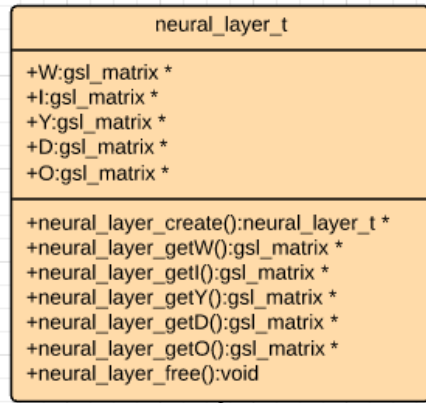 neural_layer_t
+W:gsl_matrix *
+I:gsl_matrix *
+Y:gsl_matrix *
+D:gsl_matrix *
+O:gsl_matrix *
+neural_layer_create():neural_layer_t *
+neural_layer_getW():gsl_matrix *
+neural_layer_getI():gsl_matrix *
+neural_layer_getY():gsl_matrix *
+neural_layer_getD():gsl_matrix *
+neural_layer_getO():gsl_matrix *
+neural_layer_free():void